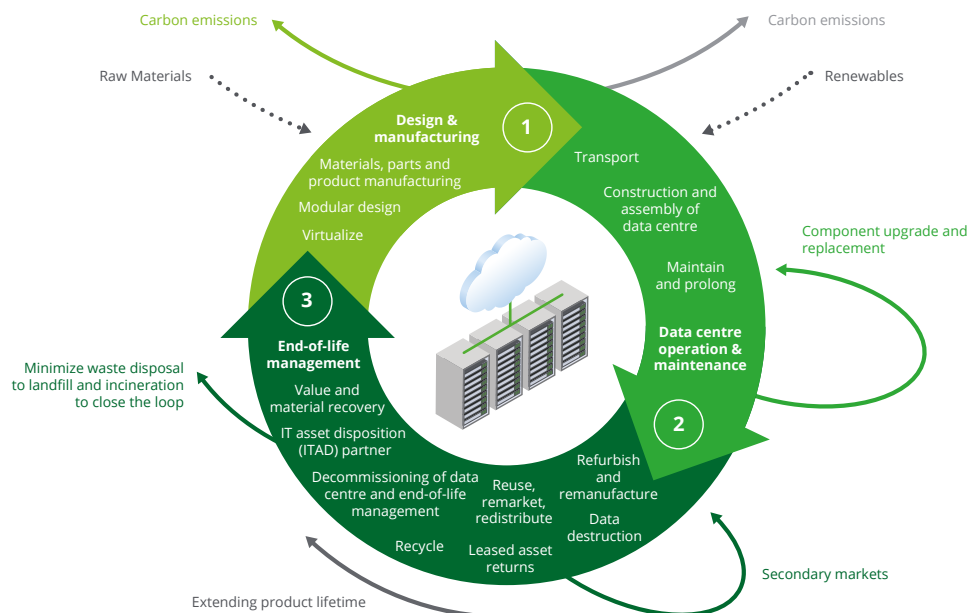 Carbon emissions
Carbon emissions
Raw Materials
Renewables
1
Design &
manufacturing
Materials, parts and
product manufacturing
Modular design
Virtualize
Transport
Construction and
assembly of
data centre
Maintain
and prolong
Data centre
operation &
maintenance
2
Component upgrade and
replacement
3
End-of-life
management
Value and
material recovery
IT asset disposition
(ITAD) partner
Decommissioning of data
centre and end-of-life
management
Recycle
Reuse,
remarket,
redistribute
Leased asset
returns
Refurbish
and
remanufacture
Data
destruction
Minimize waste disposal
to landfill and incineration
to close the loop
Secondary markets
Extending product lifetime